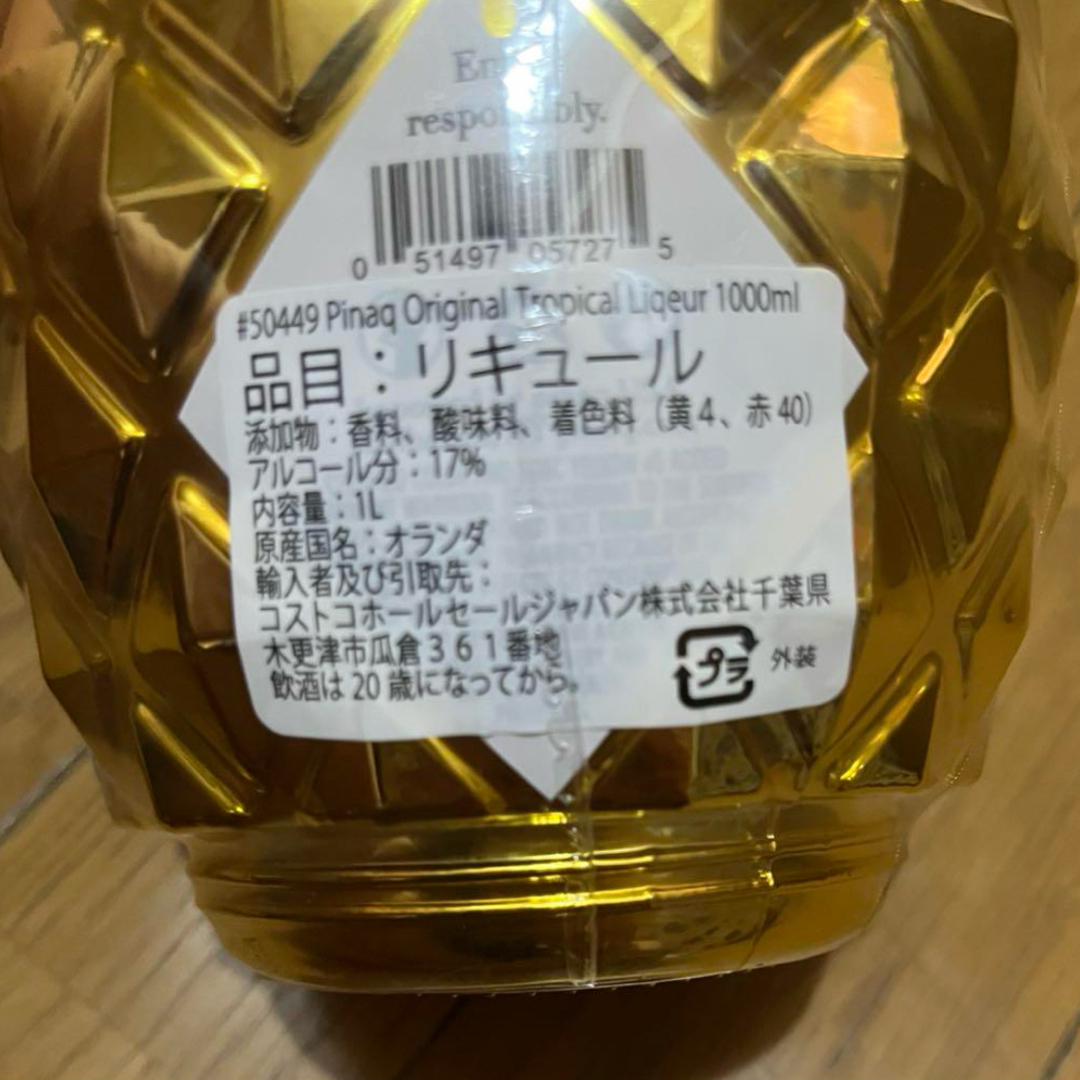 responsibly.
0 51497 05727 5
#50449 Pinaq Original Tropical Liqeur 1000ml
品目：リキュール
添加物：香料、酸味料、着色料（黄4、赤40）
アルコール分：17%
内容量：1L
原産国名：オランダ
輸入者及び引取先：
コストコホールセールジャパン株式会社千葉県
木更津市瓜倉３６１番地
飲酒は20歳になってから。
プラ 外装